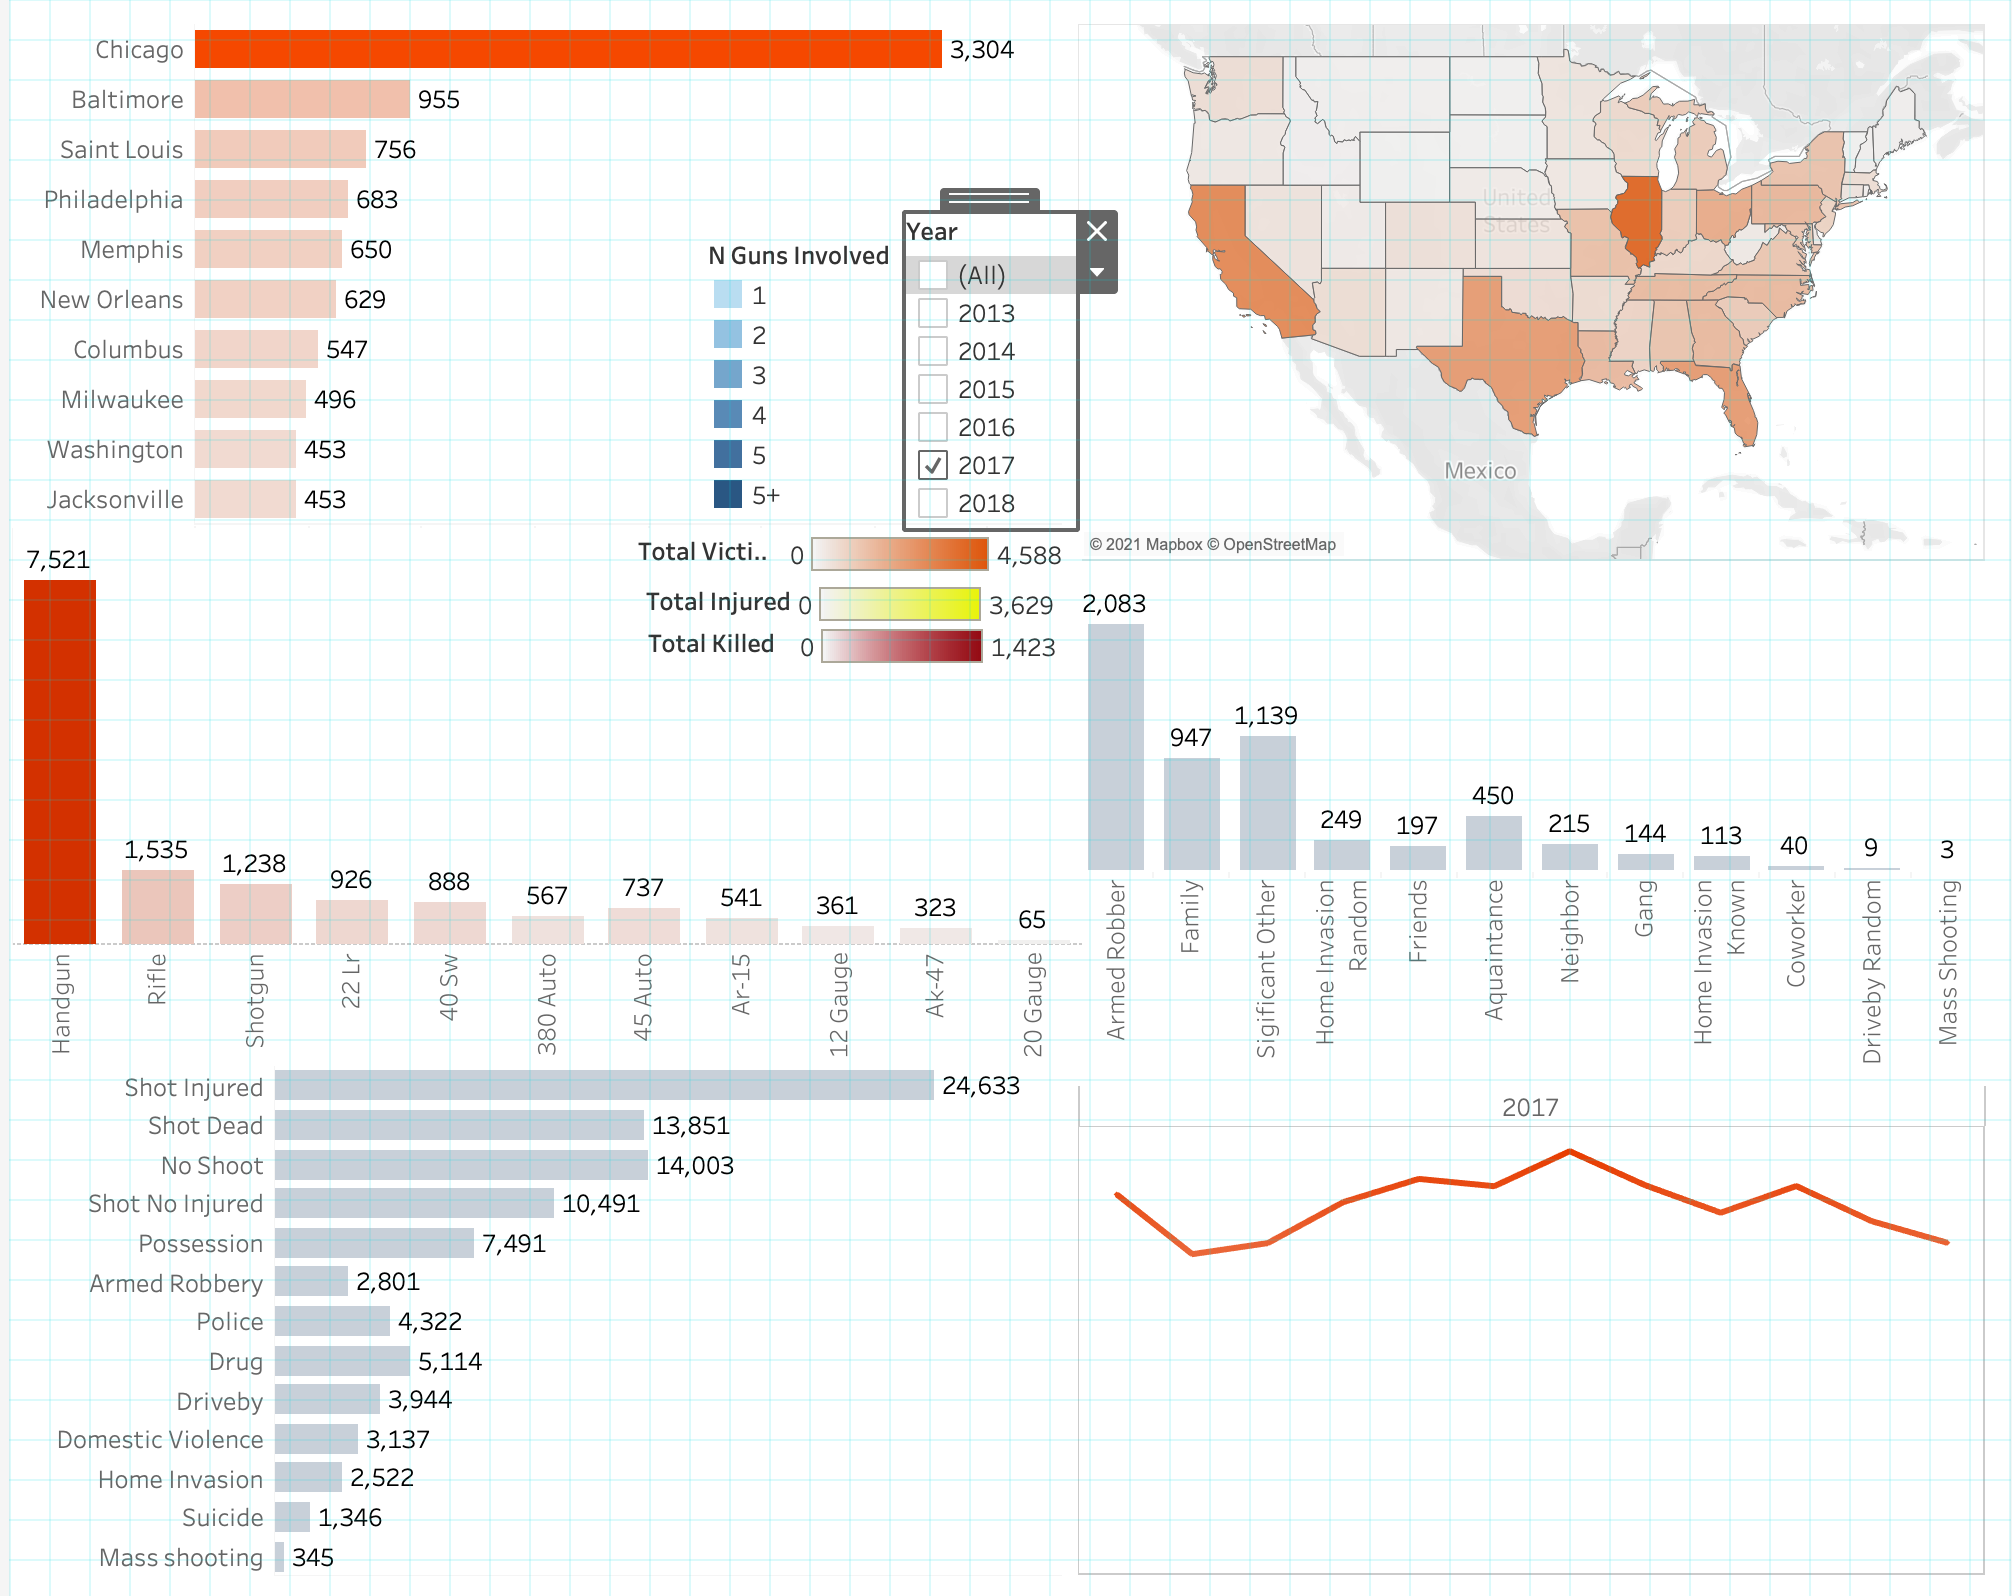 Chicago 3,304
Baltimore 955
Saint Louis 756
Philadelphia 683
Memphis 650
New Orleans 629
Columbus 547
Milwaukee 496
Washington 453
Jacksonville 453
N Guns Involved
1
2
3
4
5
5+
Year
(All)
2013
2014
2015
2016
2017
2018
United
States
Mexico
© 2021 Mapbox © OpenStreetMap
Total Victi.. 0 4,588
Total Injured 0 3,629
Total Killed 0 1,423
7,521
1,535
1,238
926
888
567
737
541
361
323
65
Handgun
Rifle
Shotgun
22 Lr
40 Sw
380 Auto
45 Auto
Ar-15
12 Gauge
Ak-47
20 Gauge
2,083
947
1,139
249
197
450
215
144
113
40
9
3
Armed Robber
Family
Sigificant Other
Home Invasion
Random
Friends
Aquaintance
Neighbor
Gang
Home Invasion
Known
Coworker
Driveby Random
Mass Shooting
Shot Injured 24,633
Shot Dead 13,851
No Shoot 14,003
Shot No Injured 10,491
Possession 7,491
Armed Robbery 2,801
Police 4,322
Drug 5,114
Driveby 3,944
Domestic Violence 3,137
Home Invasion 2,522
Suicide 1,346
Mass shooting 345
2017